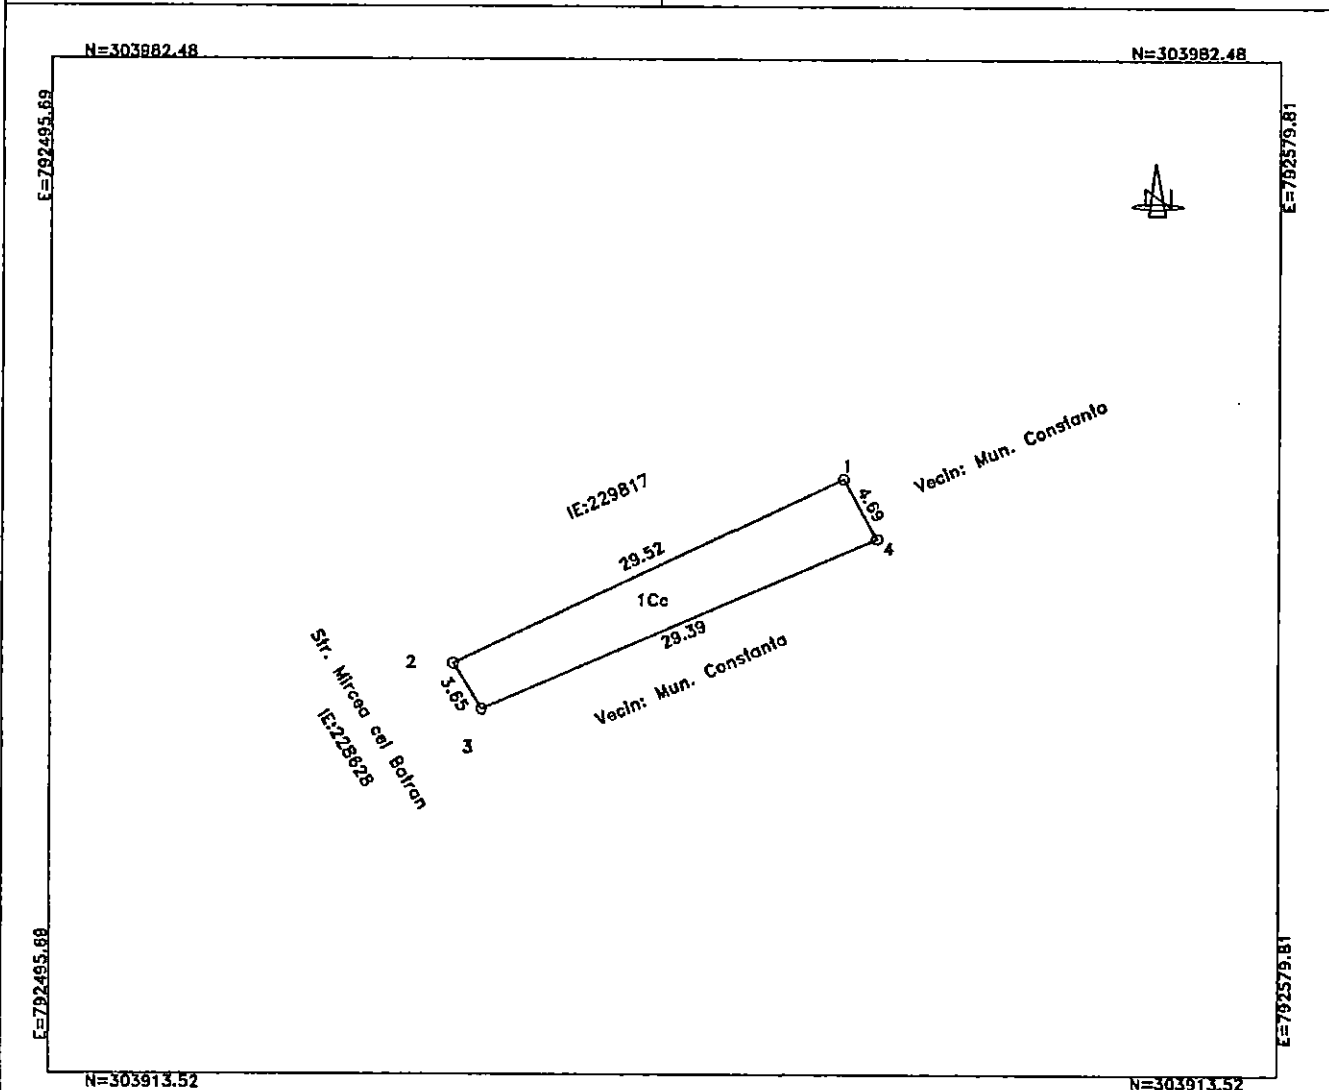 N=303982.48
N=303982.48
E=792495.69
E=792579.81
N
Vecin: Mun. Constanta
1
IE:229817
4.69
4
29.52
1Cc
29.39
2
Str. Mircea cel Batran
3.65
Vecin: Mun. Constanta
IE:228628
3
E=792495.69
E=792579.81
N=303913.52
N=303913.52